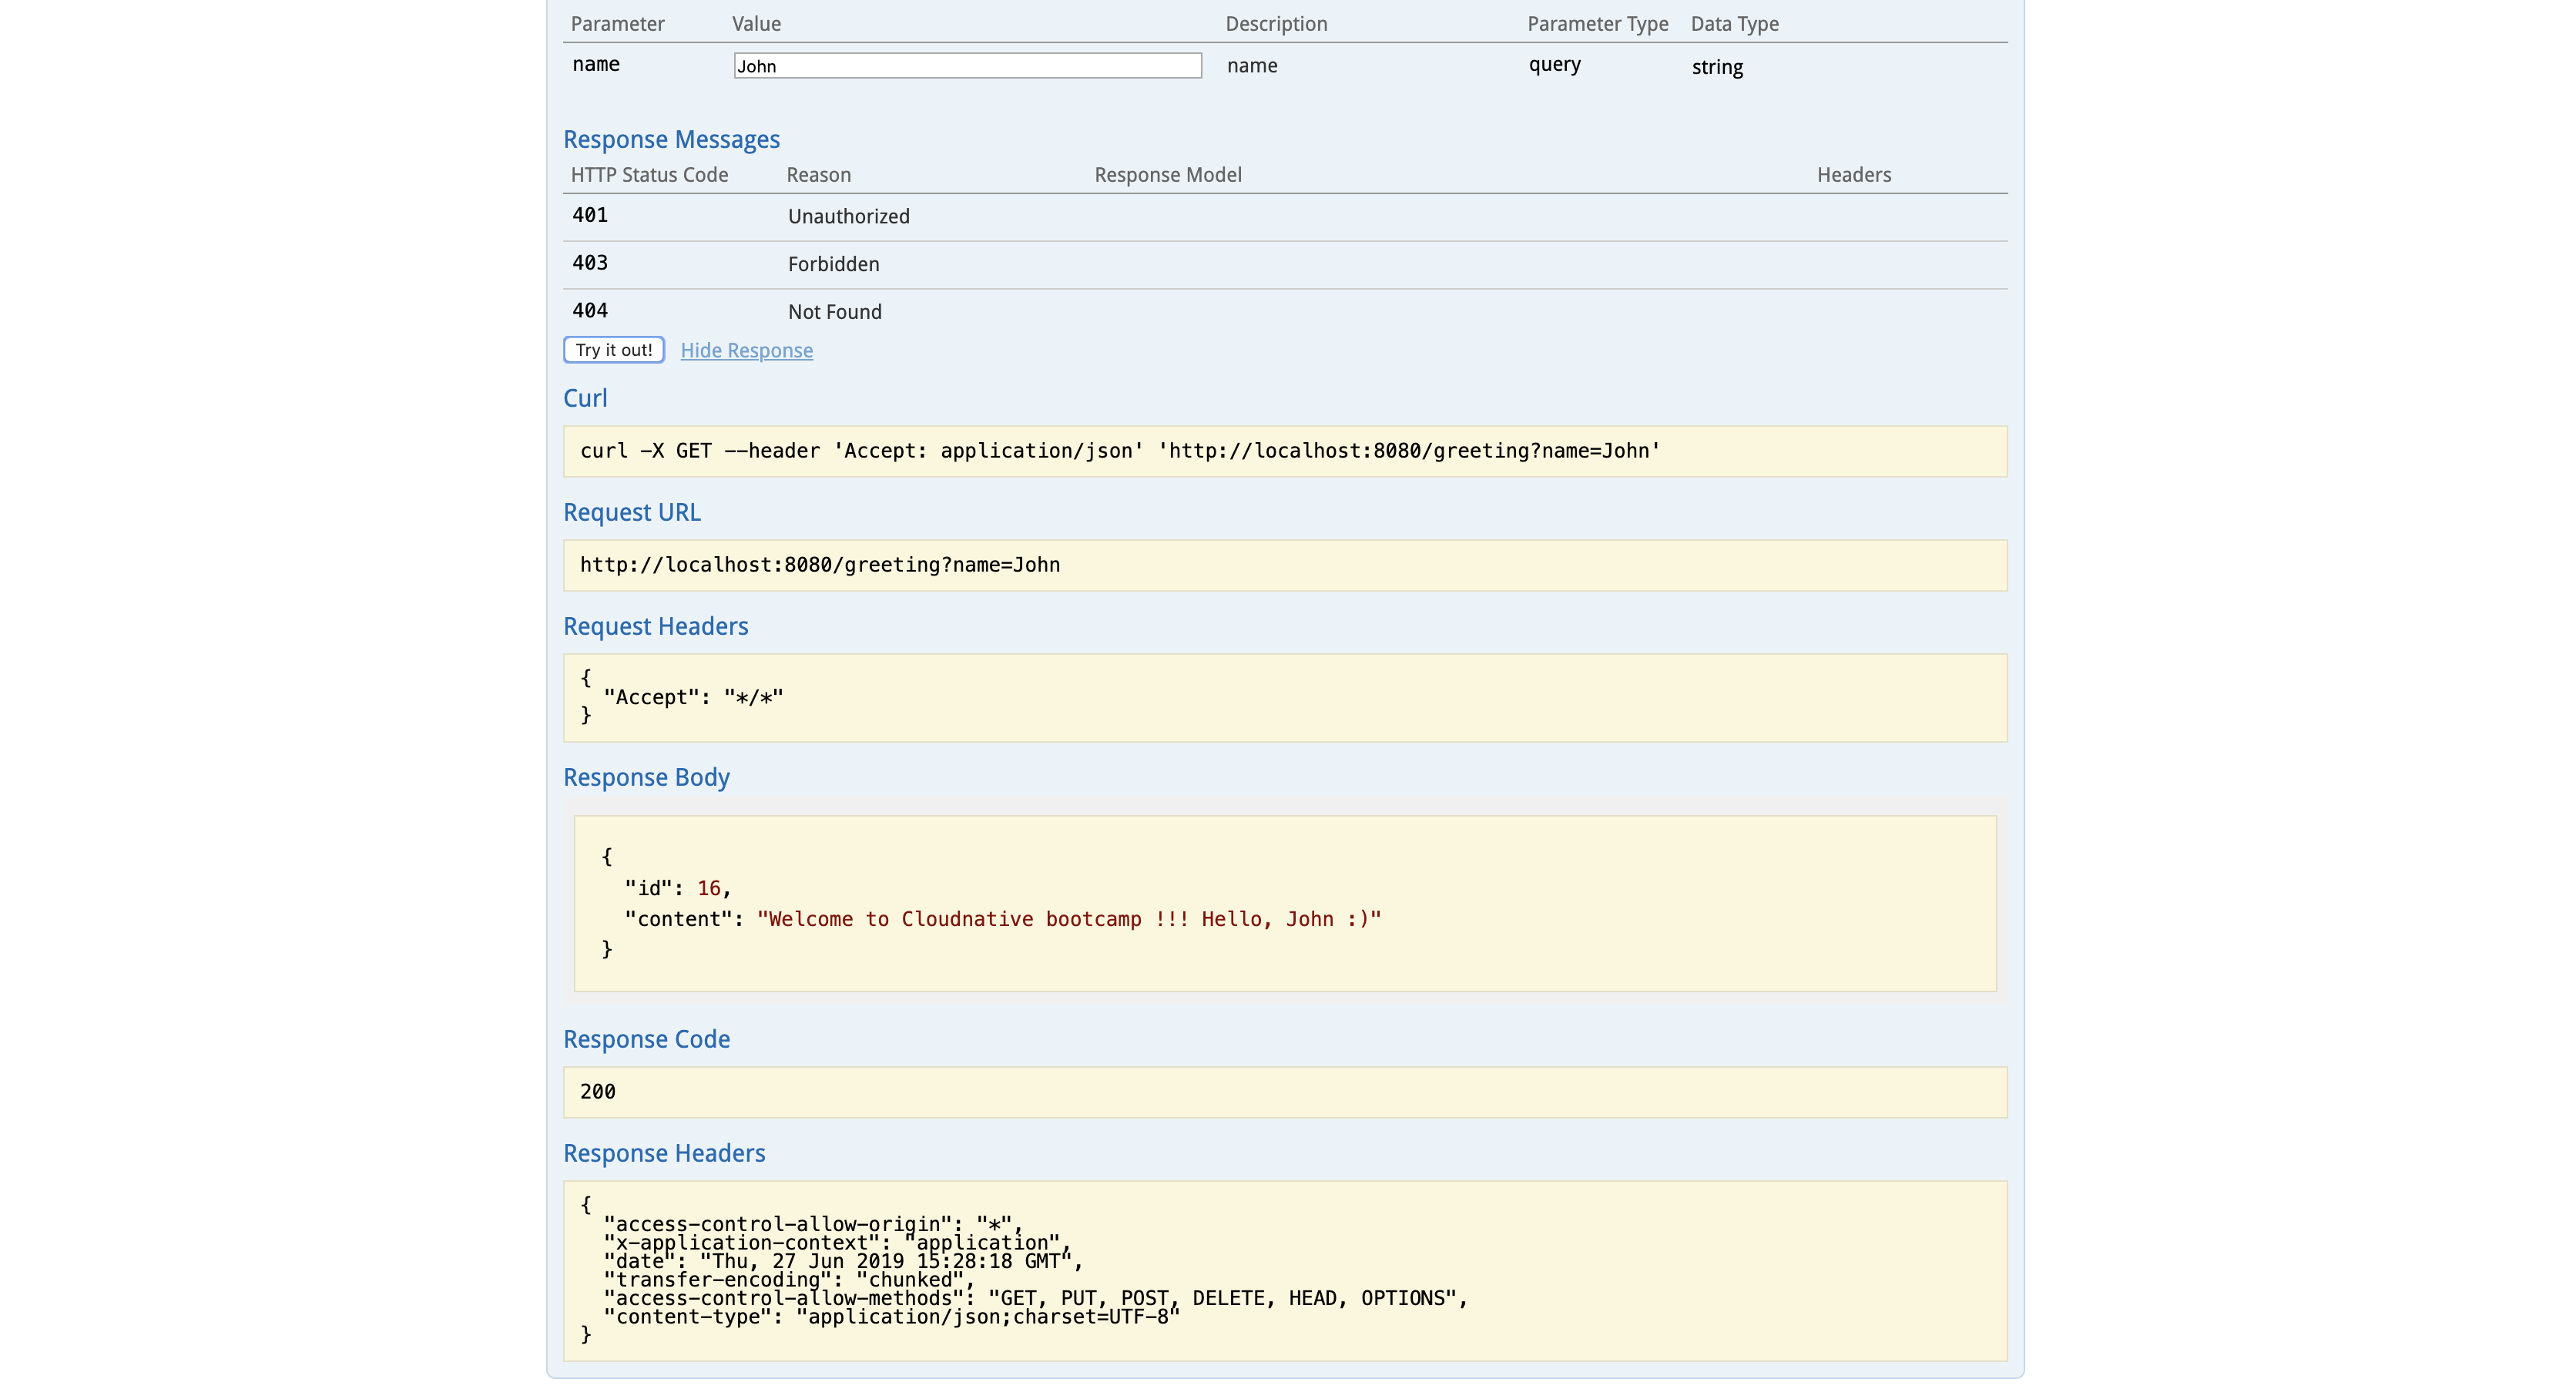 Parameter Value Description Parameter Type Data Type
name John name query string
Response Messages
HTTP Status Code Reason Response Model Headers
401 Unauthorized
403 Forbidden
404 Not Found
Try it out! Hide Response
Curl
curl -X GET --header 'Accept: application/json' 'http://localhost:8080/greeting?name=John'
Request URL
http://localhost:8080/greeting?name=John
Request Headers
{
  "Accept": "*/*"
}
Response Body
{
  "id": 16,
  "content": "Welcome to Cloudnative bootcamp !!! Hello, John :)"
}
Response Code
200
Response Headers
{
  "access-control-allow-origin": "*",
  "x-application-context": "application",
  "date": "Thu, 27 Jun 2019 15:28:18 GMT",
  "transfer-encoding": "chunked",
  "access-control-allow-methods": "GET, PUT, POST, DELETE, HEAD, OPTIONS",
  "content-type": "application/json;charset=UTF-8"
}